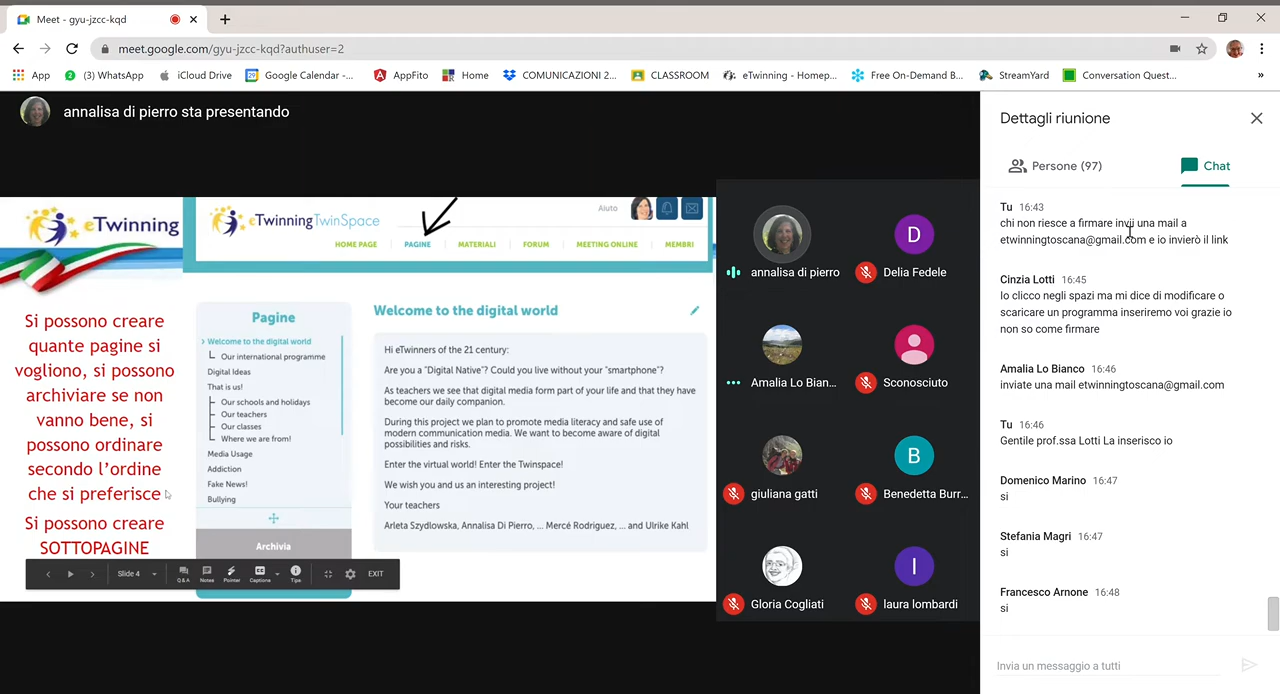 Meet - gyu-jzcc-kqd
meet.google.com/gyu-jzcc-kqd?authuser=2
App
(3) WhatsApp
iCloud Drive
Google Calendar -...
AppFito
Home
COMUNICAZIONI 2...
CLASSROOM
eTwinning - Homep...
Free On-Demand B...
StreamYard
Conversation Quest...
»
annalisa di pierro sta presentando
eTwinning
eTwinning TwinSpace
Aiuto
HOME PAGE
PAGINE
MATERIALI
FORUM
MEETING ONLINE
MEMBRI
Si possono creare
quante pagine si
vogliono, si possono
archiviare se non
vanno bene, si
possono ordinare
secondo l'ordine
che si preferisce
Si possono creare
SOTTOPAGINE
Pagine
Welcome to the digital world
Our international programme
Digital Ideas
That is us!
Our schools and holidays
Our teachers
Our classes
Where we are from!
Media Usage
Addiction
Fake News!
Bullying
Archivia
Welcome to the digital world
Hi eTwinners of the 21 century:
Are you a "Digital Native"? Could you live without your "smartphone"?
As teachers we see that digital media form part of your life and that they have
become our daily companion.
During this project we plan to promote media literacy and safe use of
modern communication media. We want to become aware of digital
possibilities and risks.
Enter the virtual world! Enter the Twinspace!
We wish you and us an interesting project!
Your teachers
Arleta Szydlowska, Annalisa Di Pierro, ... Mercé Rodriguez, ... and Ulrike Kahl
Slide 4
Q&A
Notes
Pointer
Captions
Tips
EXIT
annalisa di pierro
D
Delia Fedele
Amalia Lo Bian...
Sconosciuto
giuliana gatti
B
Benedetta Burr...
Gloria Cogliati
I
laura lombardi
Dettagli riunione
Persone (97)
Chat
Tu 16:43
chi non riesce a firmare invii una mail a
etwinningtoscana@gmail.com e io invierò il link
Cinzia Lotti 16:45
Io clicco negli spazi ma mi dice di modificare o
scaricare un programma inseriremo voi grazie io
non so come firmare
Amalia Lo Bianco 16:46
inviate una mail etwinningtoscana@gmail.com
Tu 16:46
Gentile prof.ssa Lotti La inserisco io
Domenico Marino 16:47
si
Stefania Magri 16:47
si
Francesco Arnone 16:48
si
Invia un messaggio a tutti